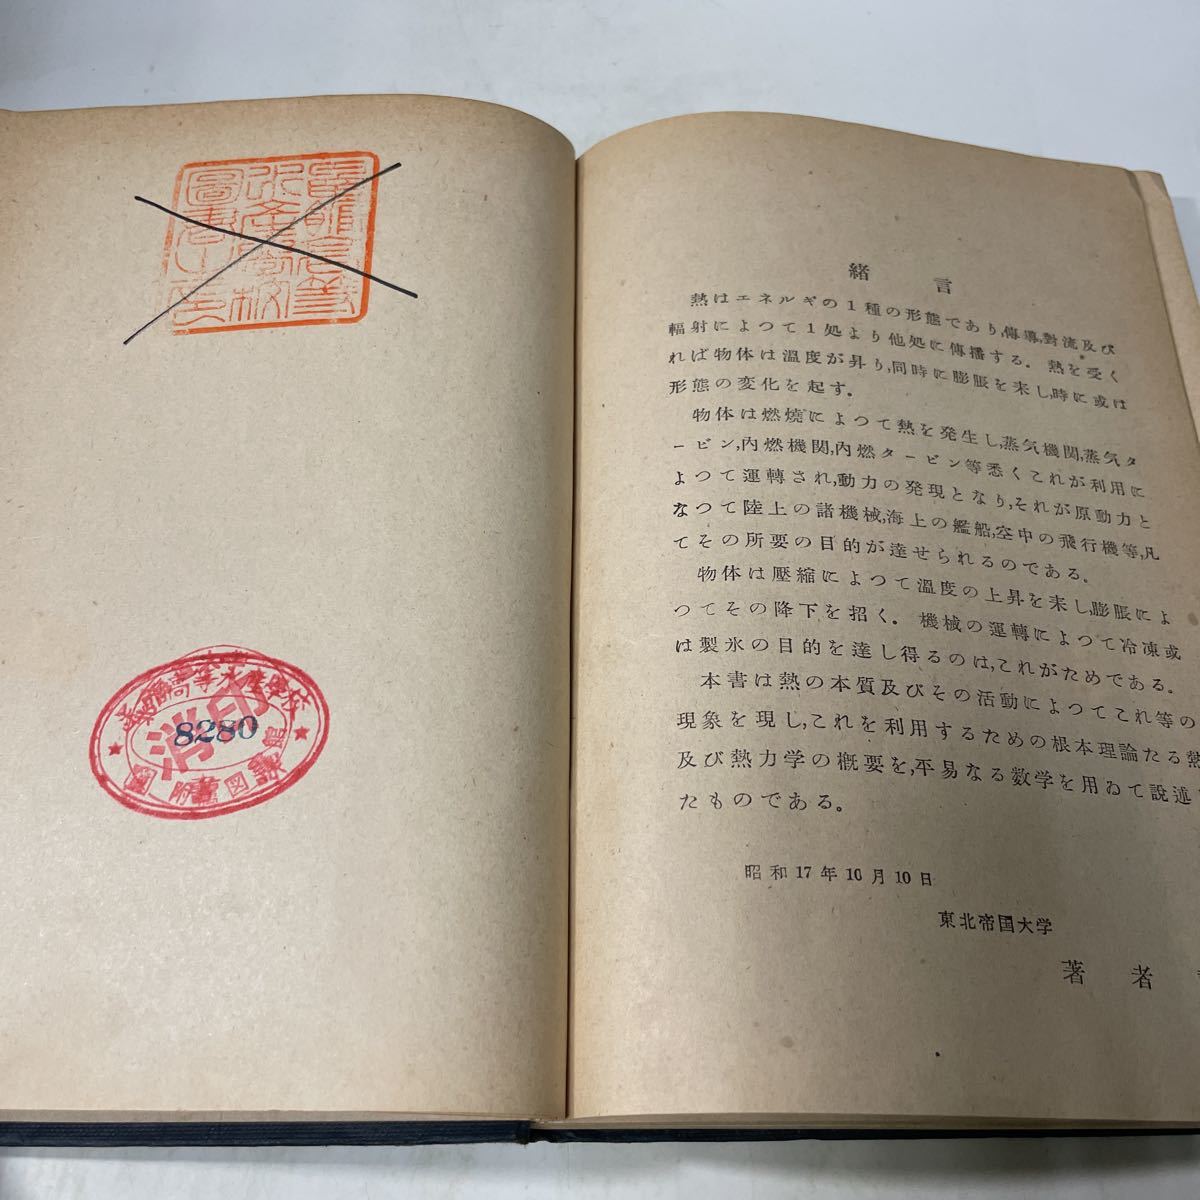 圖書之印
8280
消印
緒言
熱はエネルギの1種の形態であり,傳導,對流及び
輻射によつて1処より他処に傳播する。熱を受く
れば物体は溫度が昇り,同時に膨脹を来し,時に或は
形態の変化を起す。
物体は燃燒によつて熱を発生し,蒸気機関,蒸気タ
ービン,內燃機関,內燃タービン等悉くこれが利用に
よつて運轉され,動力の発現となり,それが原動力と
なつて陸上の諸機械,海上の艦船,空中の飛行機等,凡
てその所要の目的が達せられるのである。
物体は壓縮によつて溫度の上昇を来し,膨脹によ
つてその降下を招く。機械の運轉によつて冷凍或
は製氷の目的を達し得るのは,これがためである。
本書は熱の本質及びその活動によつてこれ等の
現象を現し,これを利用するための根本理論たる熱
及び熱力学の概要を,平易なる数学を用ゐて説述
たものである。
昭和17年10月10日
東北帝国大学
著者